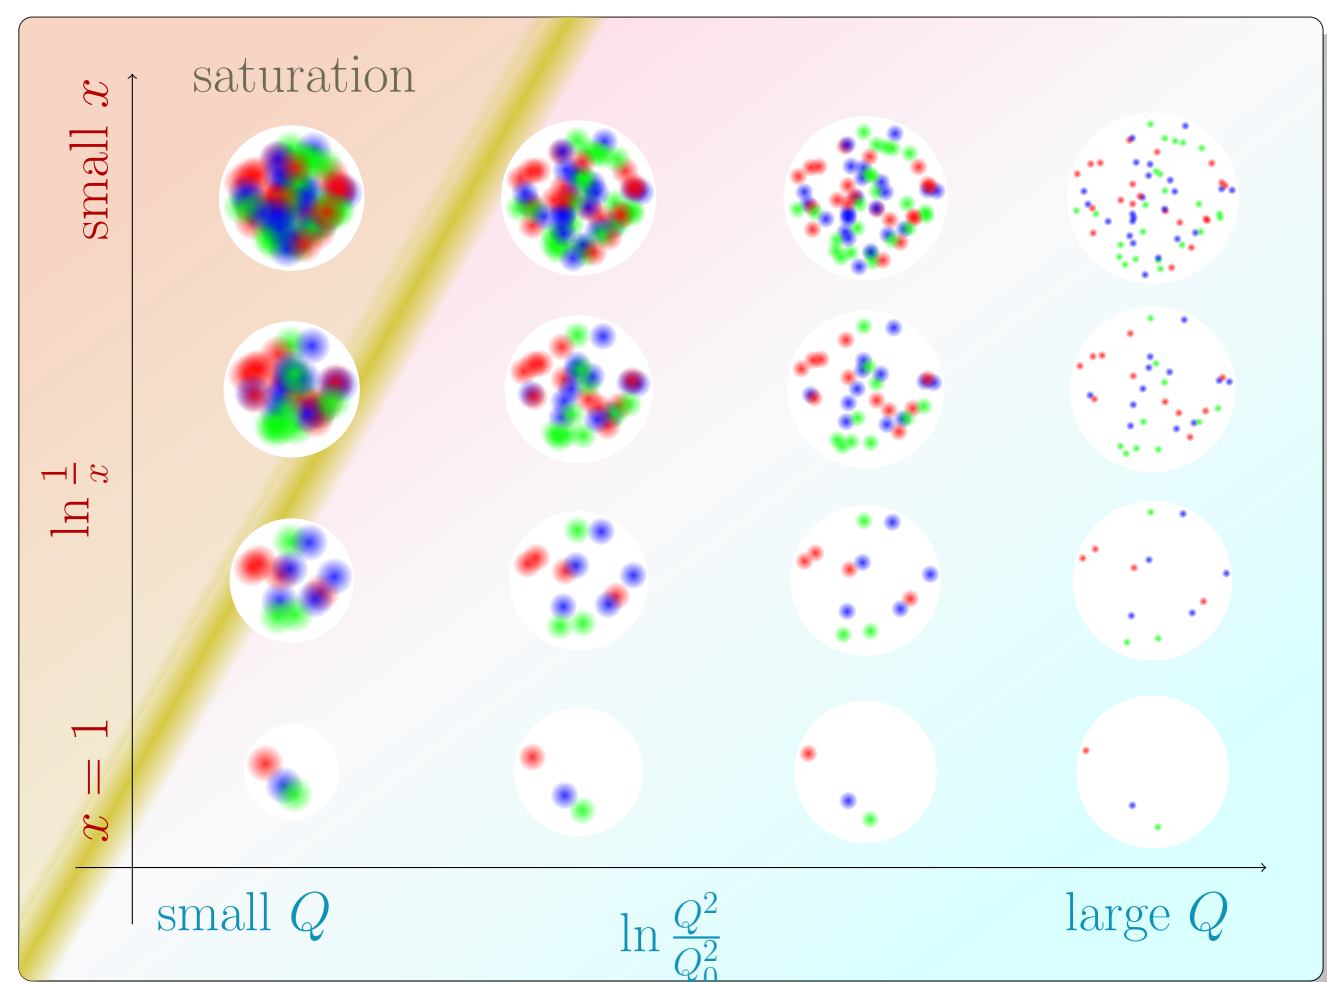 saturation
small x
ln 1/x
x = 1
small Q
ln Q²/Q₀²
large Q